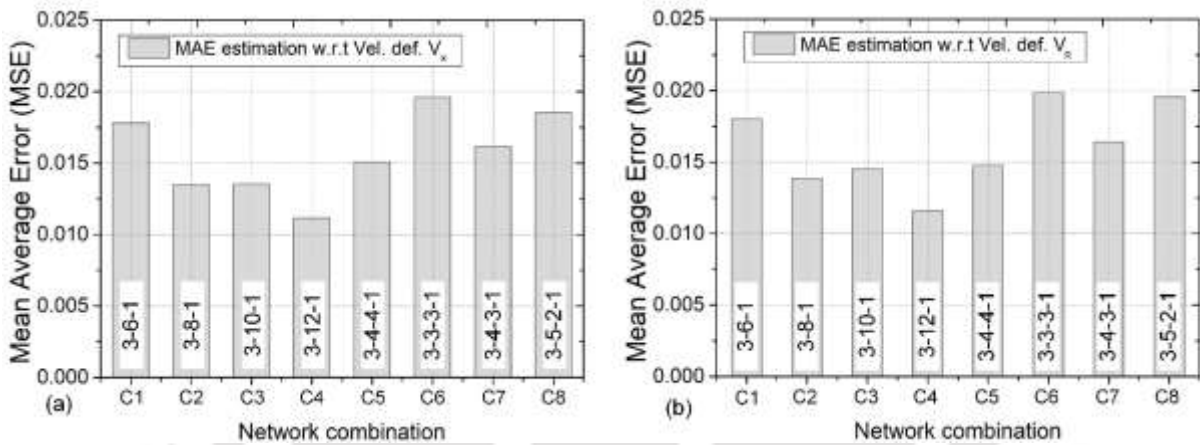 0.025
0.020
0.015
0.010
0.005
0.000
Mean Average Error (MSE)
MAE estimation w.r.t Vel. def. Vx
3-6-1
3-8-1
3-10-1
3-12-1
3-4-4-1
3-3-3-1
3-4-3-1
3-5-2-1
(a)
C1 C2 C3 C4 C5 C6 C7 C8
Network combination
0.025
0.020
0.015
0.010
0.005
0.000
Mean Average Error (MSE)
MAE estimation w.r.t Vel. def. V
3-6-1
3-8-1
3-10-1
3-12-1
3-4-4-1
3-3-3-1
3-4-3-1
3-5-2-1
(b)
C1 C2 C3 C4 C5 C6 C7 C8
Network combination